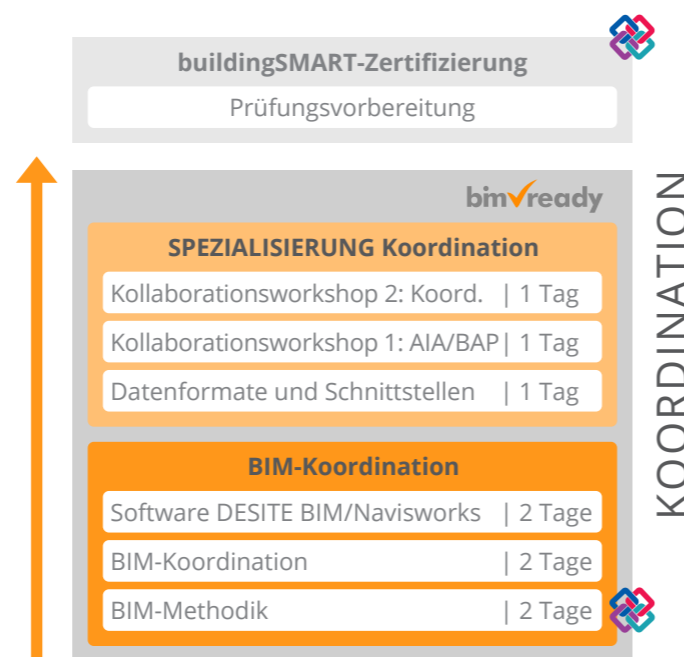 buildingSMART-Zertifizierung
Prüfungsvorbereitung
bim ready
SPEZIALISIERUNG Koordination
Kollaborationsworkshop 2: Koord. | 1 Tag
Kollaborationsworkshop 1: AIA/BAP | 1 Tag
Datenformate und Schnittstellen | 1 Tag
BIM-Koordination
Software DESITE BIM/Navisworks | 2 Tage
BIM-Koordination | 2 Tage
BIM-Methodik | 2 Tage
KOORDINATION